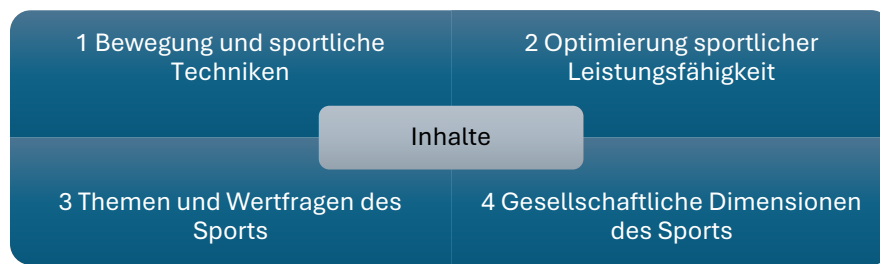 1 Bewegung und sportliche
Techniken
2 Optimierung sportlicher
Leistungsfähigkeit
Inhalte
3 Themen und Wertfragen des
Sports
4 Gesellschaftliche Dimensionen
des Sports